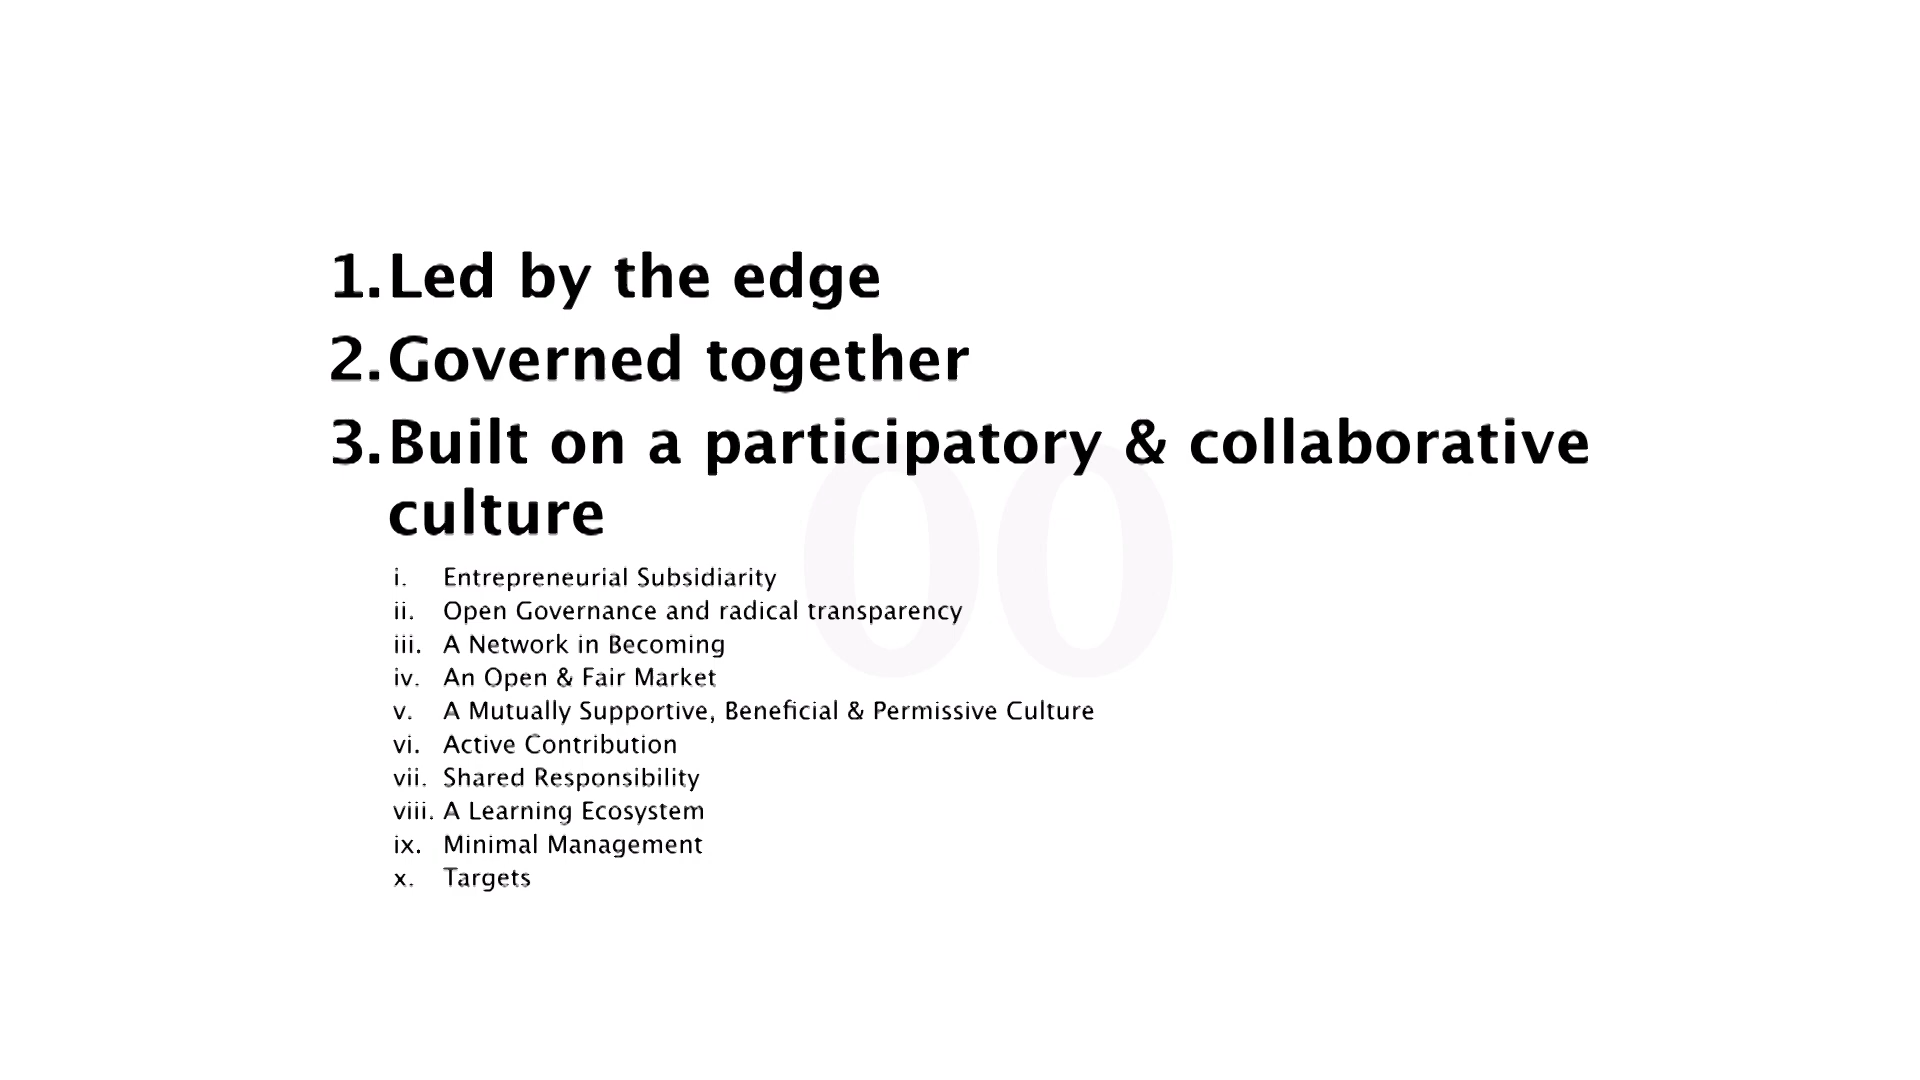 1. Led by the edge
2. Governed together
3. Built on a participatory & collaborative
culture
i. Entrepreneurial Subsidiarity
ii. Open Governance and radical transparency
iii. A Network in Becoming
iv. An Open & Fair Market
v. A Mutually Supportive, Beneficial & Permissive Culture
vi. Active Contribution
vii. Shared Responsibility
viii. A Learning Ecosystem
ix. Minimal Management
x. Targets
00